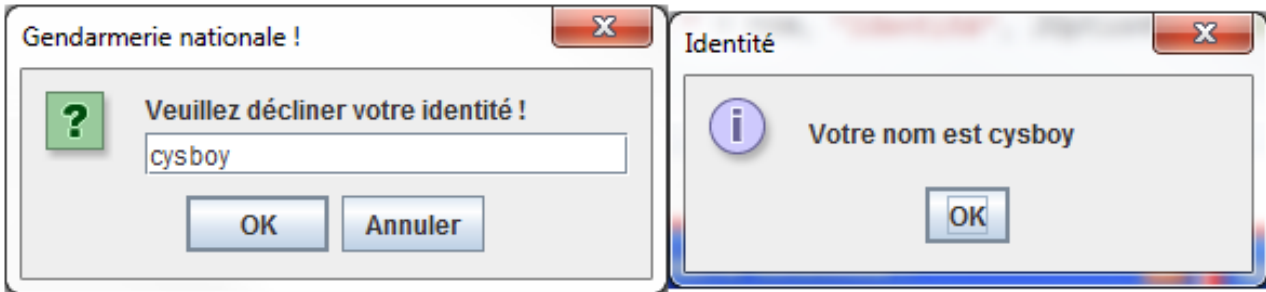 Gendarmerie nationale !
Veuillez décliner votre identité !
cysboy
OK
Annuler
Identité
Votre nom est cysboy
OK